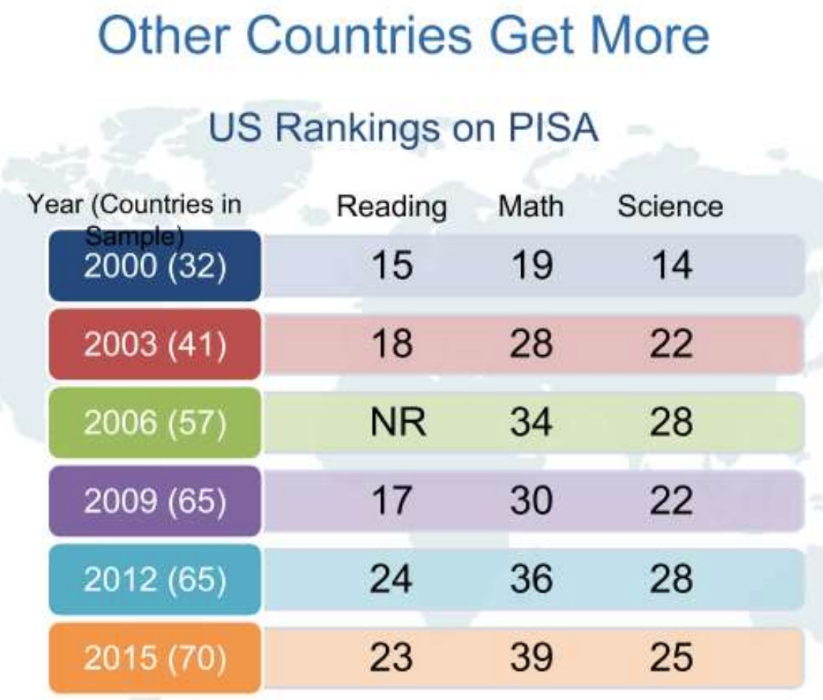 Other Countries Get More
US Rankings on PISA
Year (Countries in Sample) Reading Math Science
2000 (32) 15 19 14
2003 (41) 18 28 22
2006 (57) NR 34 28
2009 (65) 17 30 22
2012 (65) 24 36 28
2015 (70) 23 39 25